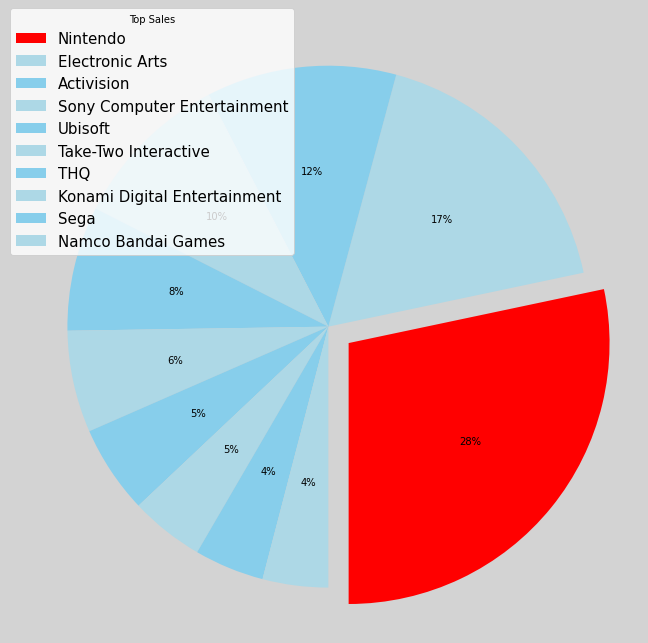 Top Sales
Nintendo
Electronic Arts
Activision
Sony Computer Entertainment
Ubisoft
Take-Two Interactive
THQ
Konami Digital Entertainment
Sega
Namco Bandai Games
12%
17%
10%
8%
6%
5%
28%
5%
4%
4%